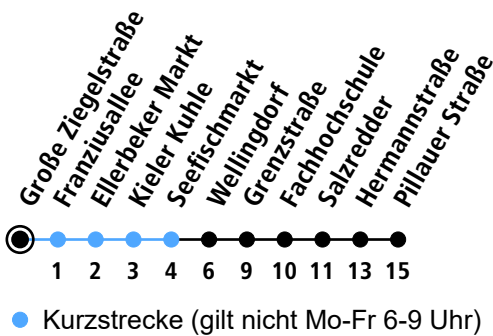 Große Ziegelstraße
Franziusallee
Ellerbeker Markt
Kieler Kuhle
Seefischmarkt
Wellingdorf
Grenzstraße
Fachhochschule
Salzredder
Hermannstraße
Pillauer Straße
1 2 3 4 6 9 10 11 13 15
Kurzstrecke (gilt nicht Mo-Fr 6-9 Uhr)